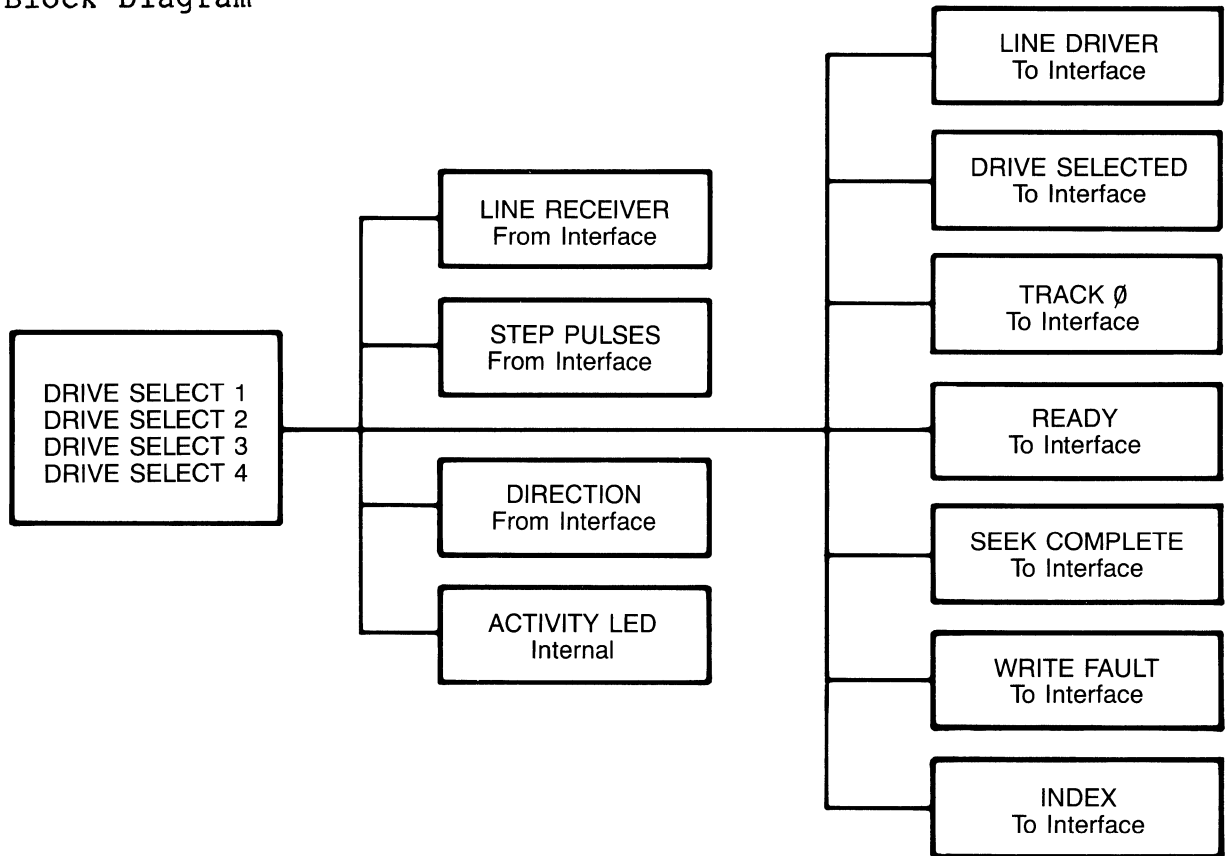 Block Diagram
LINE DRIVER
To Interface
DRIVE SELECTED
To Interface
LINE RECEIVER
From Interface
TRACK Ø
To Interface
STEP PULSES
From Interface
DRIVE SELECT 1
DRIVE SELECT 2
DRIVE SELECT 3
DRIVE SELECT 4
READY
To Interface
DIRECTION
From Interface
SEEK COMPLETE
To Interface
ACTIVITY LED
Internal
WRITE FAULT
To Interface
INDEX
To Interface